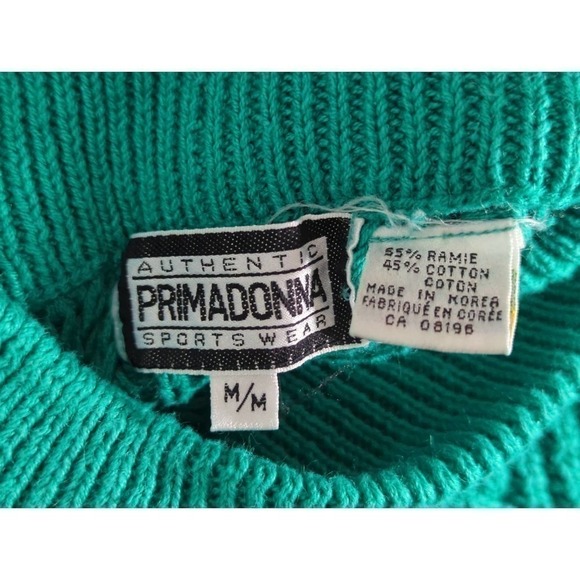 AUTHENTIC
PRIMADONNA
SPORTS WEAR
M/M
55% RAMIE
45% COTTON
COTON
MADE IN KOREA
FABRIQUÉ EN CORÉE
CA 08196